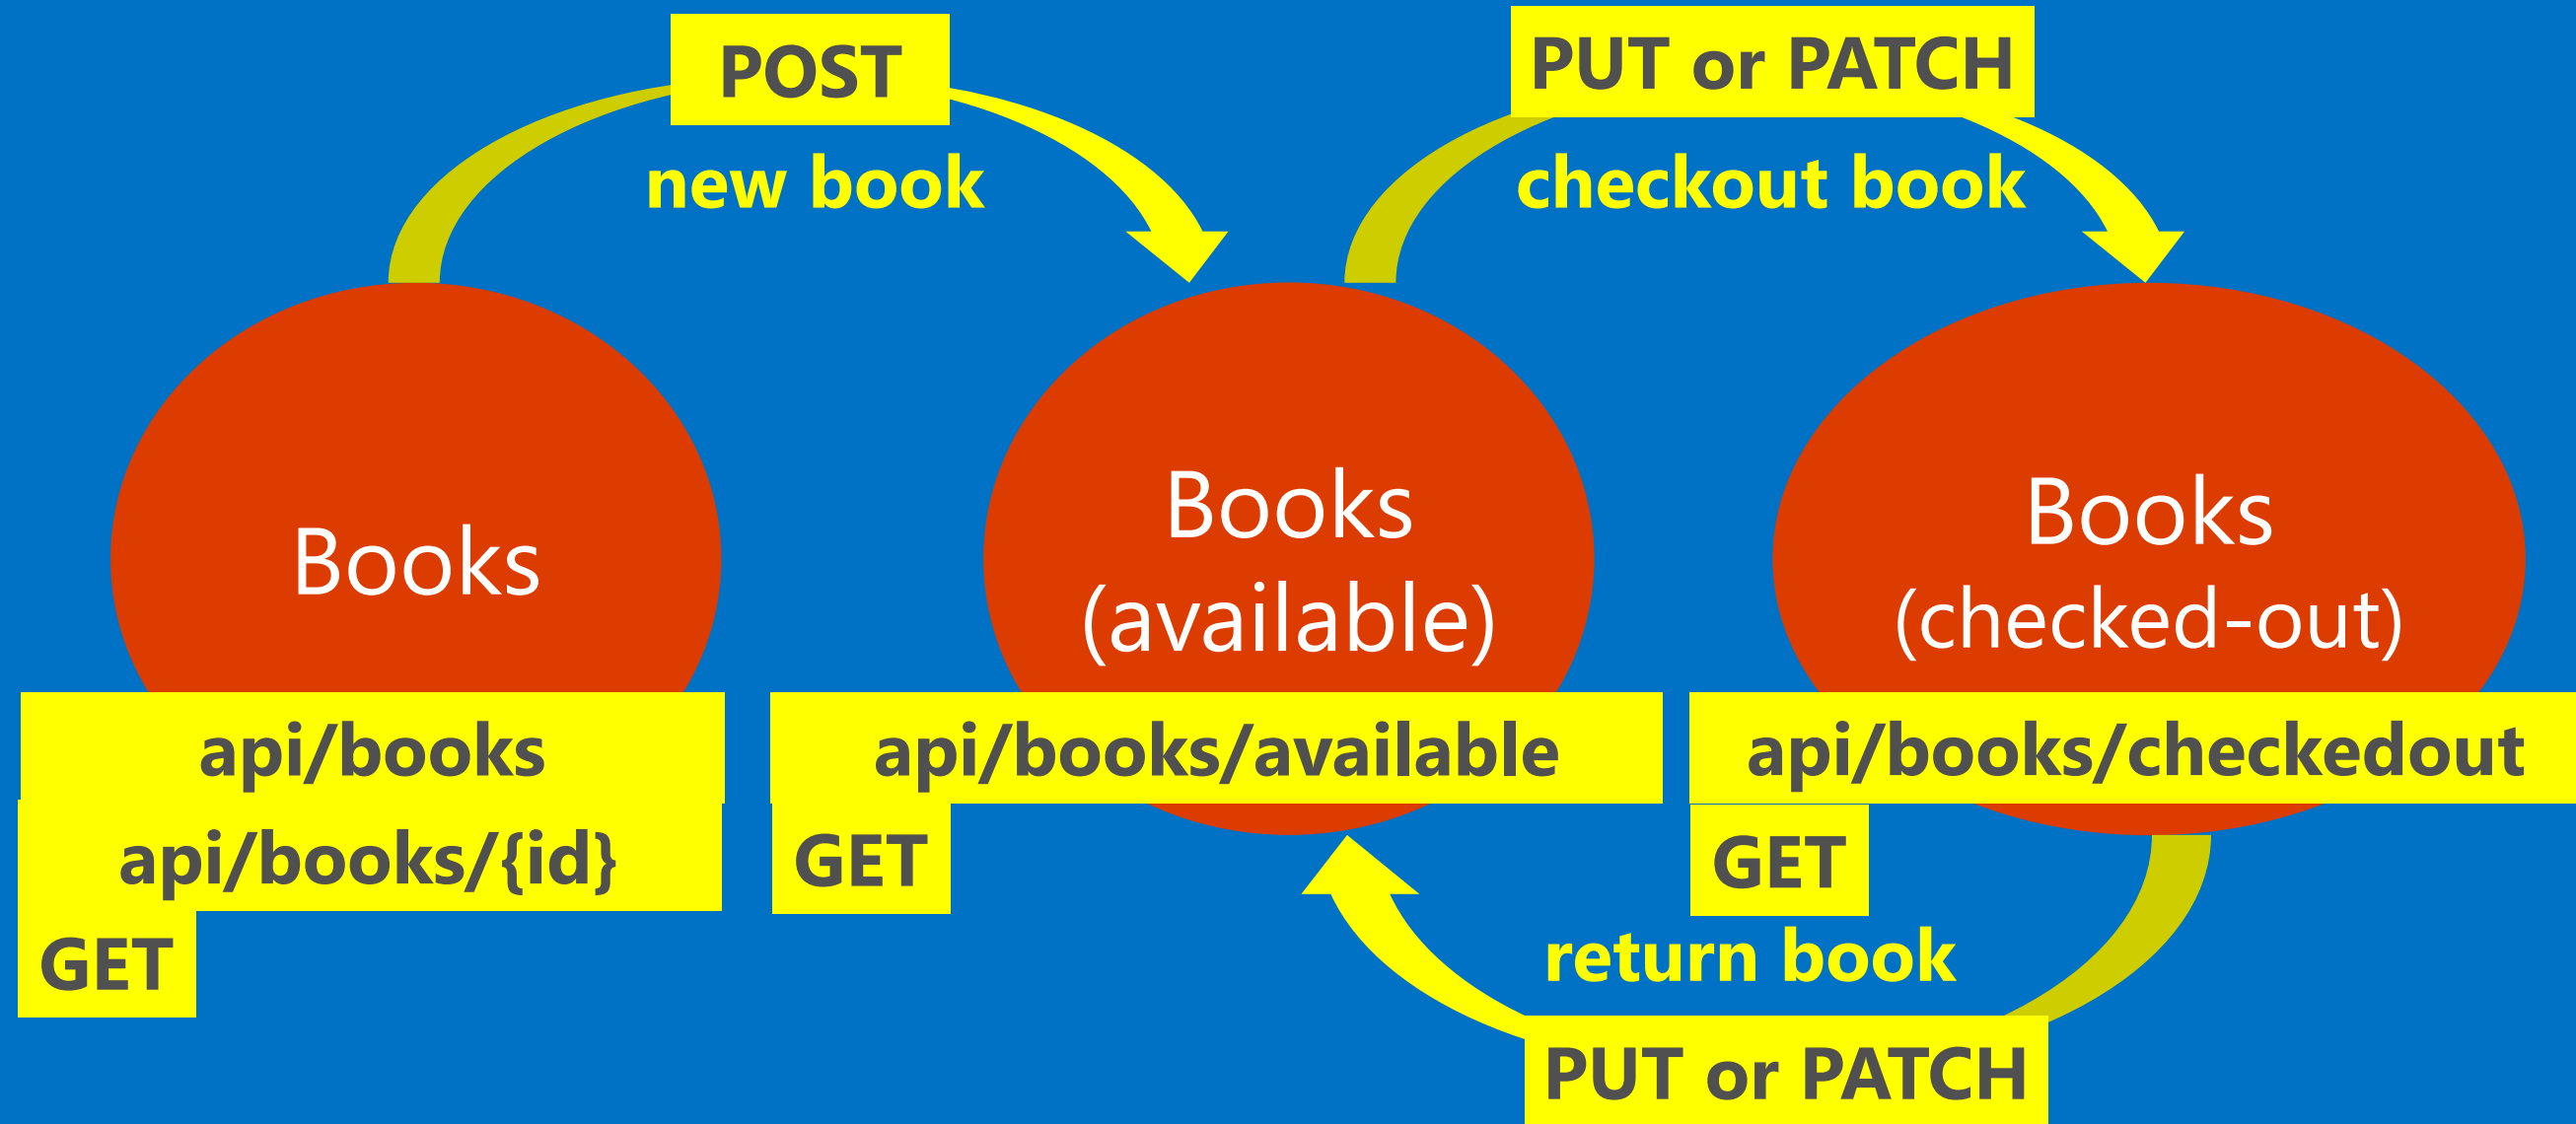 POST
new book
PUT or PATCH
checkout book
Books
Books
(available)
Books
(checked-out)
api/books
api/books/{id}
GET
api/books/available
GET
api/books/checkedout
GET
return book
PUT or PATCH